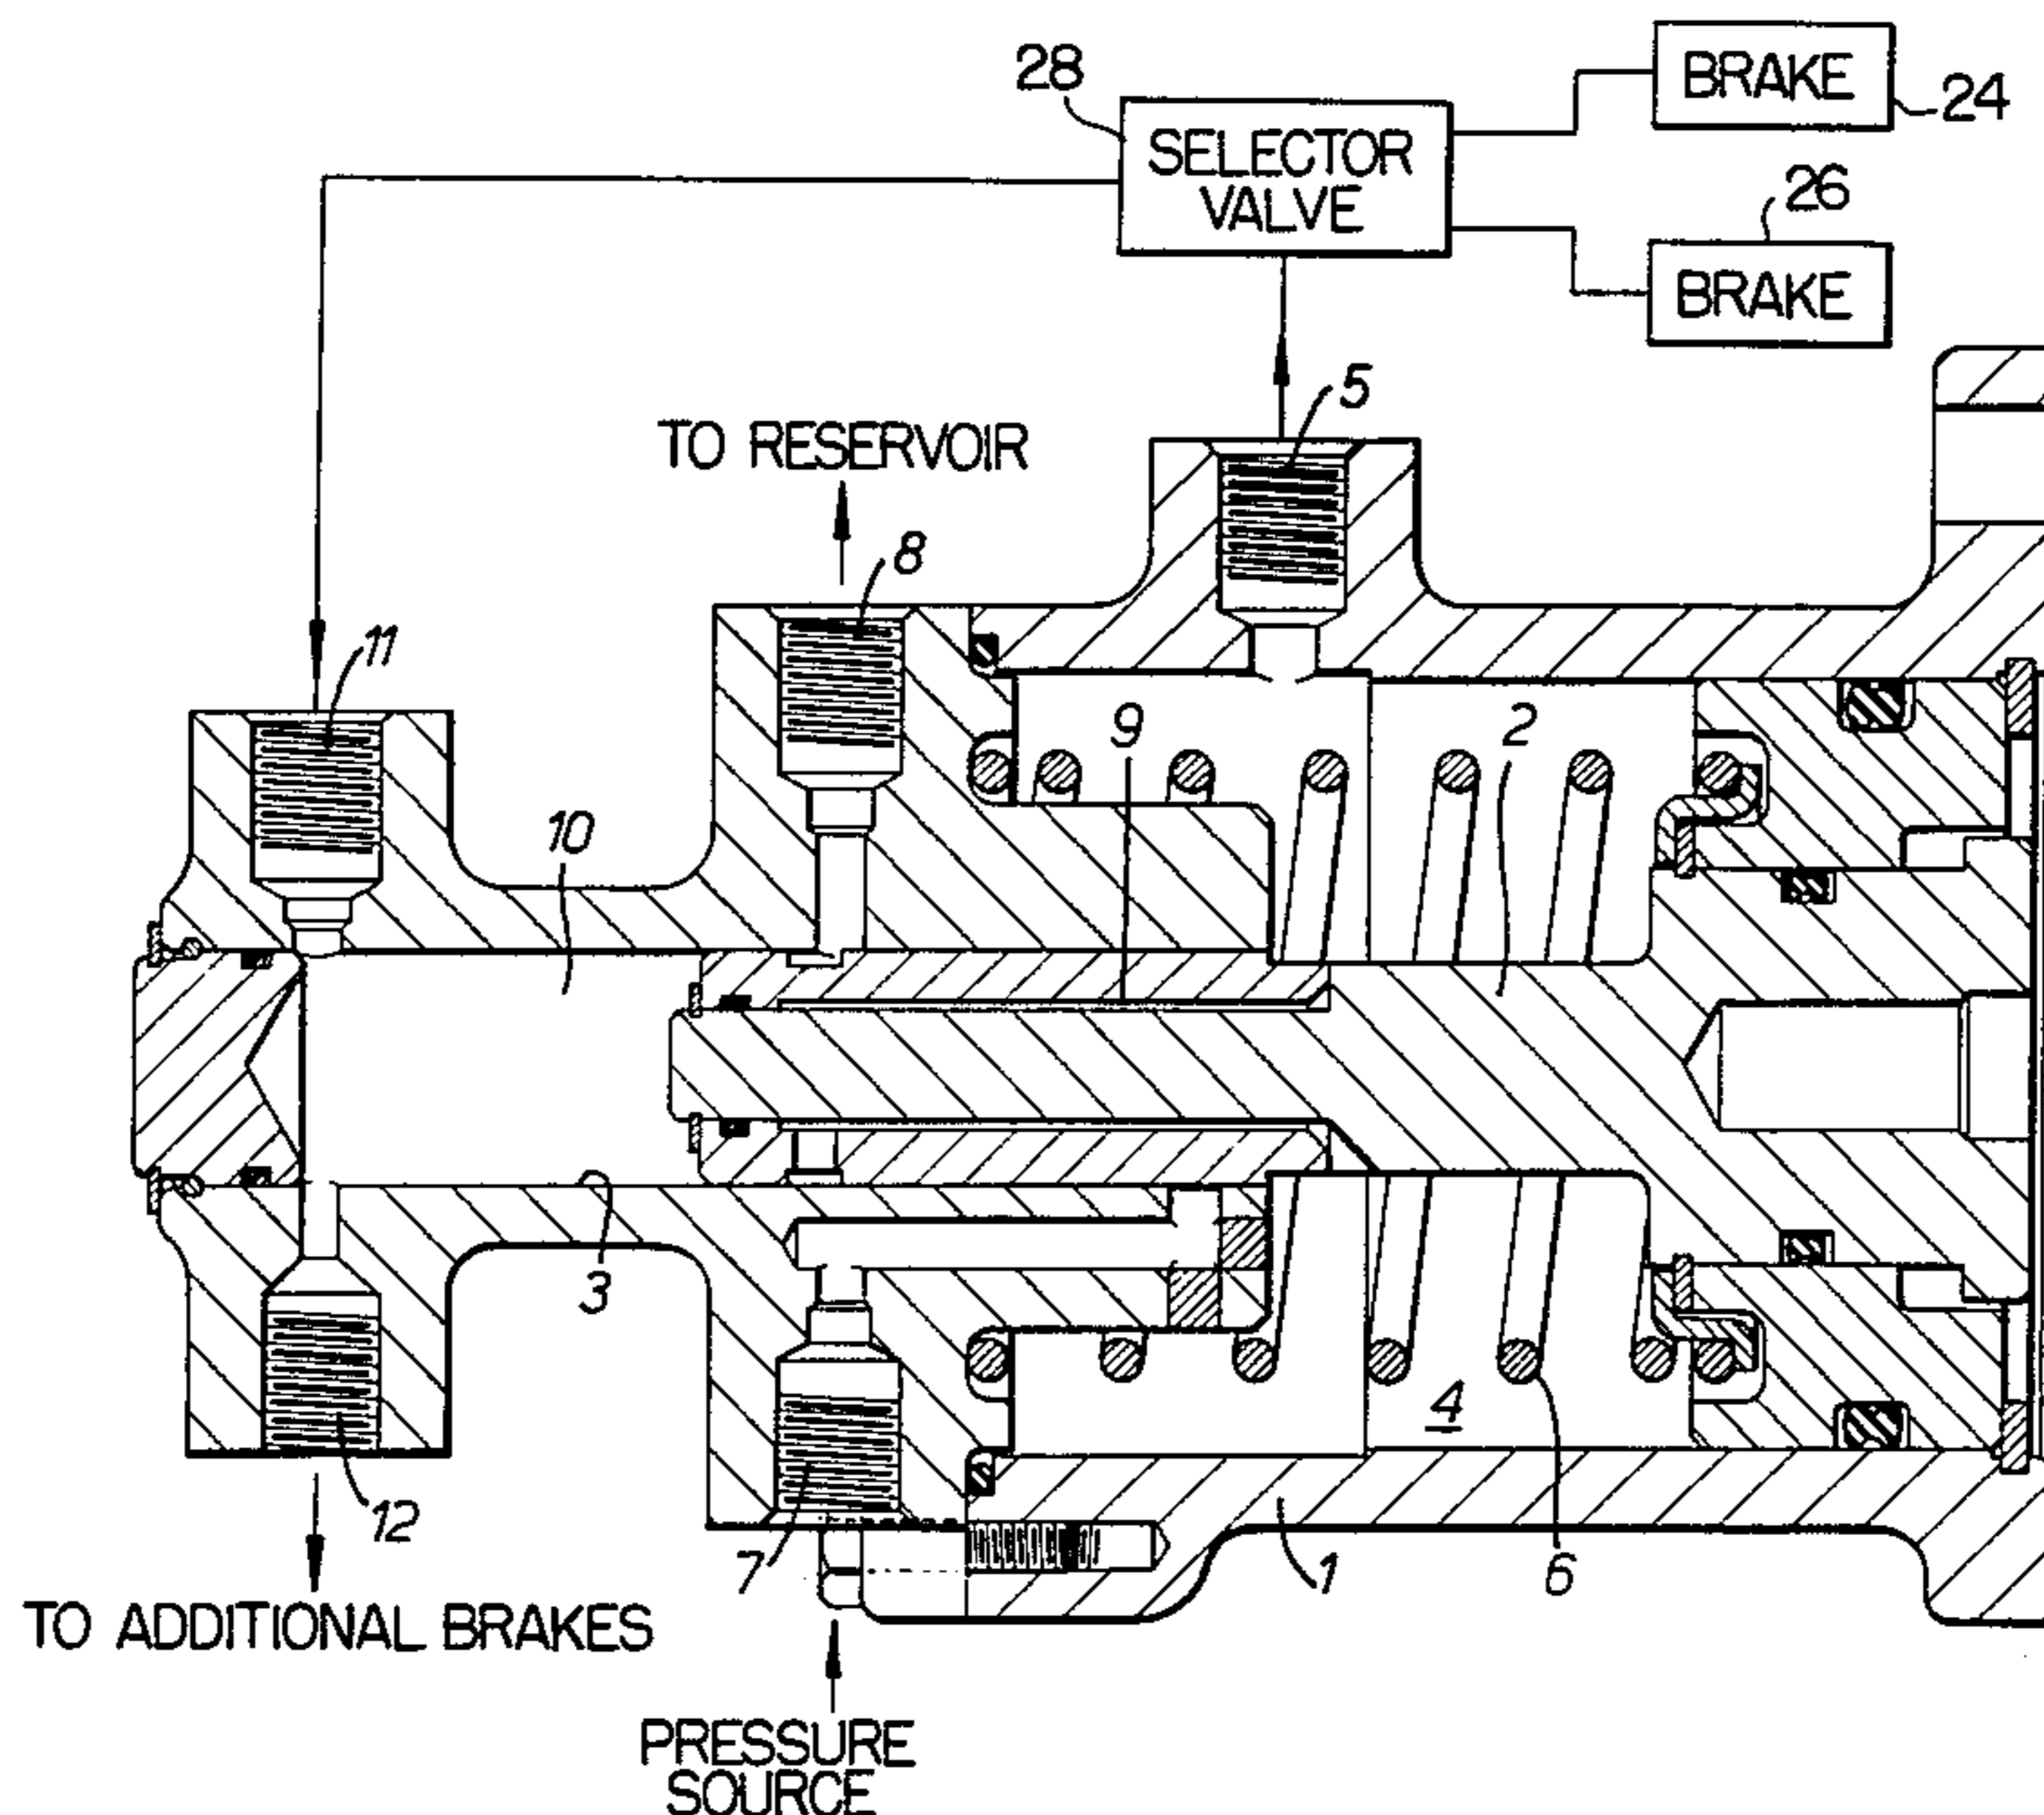 BRAKE
28
24
SELECTOR
VALVE
26
BRAKE
5
TO RESERVOIR
8
11
9
2
10
3
4
12
7
1
6
TO ADDITIONAL BRAKES
PRESSURE
SOURCE